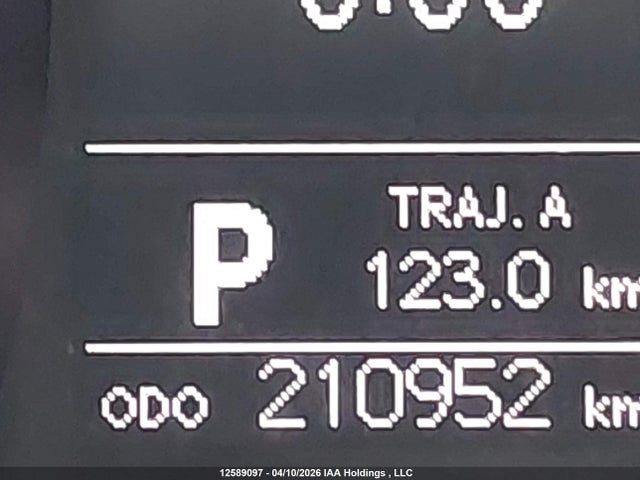 P
TRAJ. A
123.0 km
ODO 210952 km
12589097 - 04/10/2026 IAA Holdings , LLC